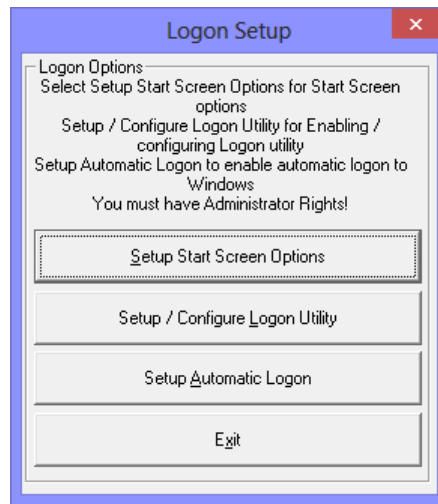 Logon Setup
Logon Options
Select Setup Start Screen Options for Start Screen
options
Setup / Configure Logon Utility for Enabling /
configuring Logon utility
Setup Automatic Logon to enable automatic logon to
Windows
You must have Administrator Rights!
Setup Start Screen Options
Setup / Configure Logon Utility
Setup Automatic Logon
Exit